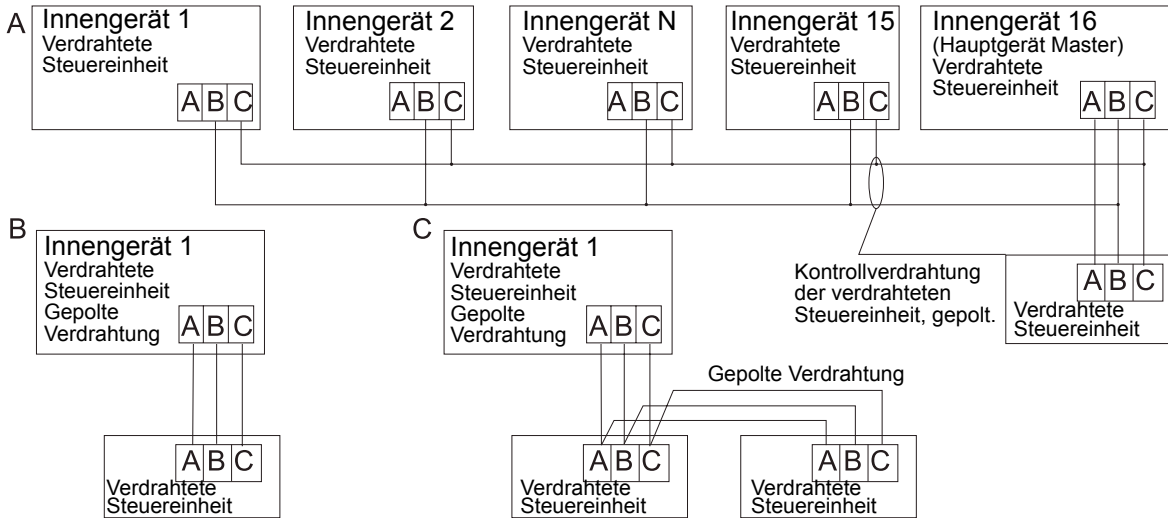 A
Innengerät 1
Verdrahtete
Steuereinheit
A B C
Innengerät 2
Verdrahtete
Steuereinheit
A B C
Innengerät N
Verdrahtete
Steuereinheit
A B C
Innengerät 15
Verdrahtete
Steuereinheit
A B C
Innengerät 16
(Hauptgerät Master)
Verdrahtete
Steuereinheit
A B C
Kontrollverdrahtung
der verdrahteten
Steuereinheit, gepolt.
A B C
Verdrahtete
Steuereinheit
B
Innengerät 1
Verdrahtete
Steuereinheit
Gepolte
Verdrahtung
A B C
A B C
Verdrahtete
Steuereinheit
C
Innengerät 1
Verdrahtete
Steuereinheit
Gepolte
Verdrahtung
A B C
Gepolte Verdrahtung
A B C
Verdrahtete
Steuereinheit
A B C
Verdrahtete
Steuereinheit